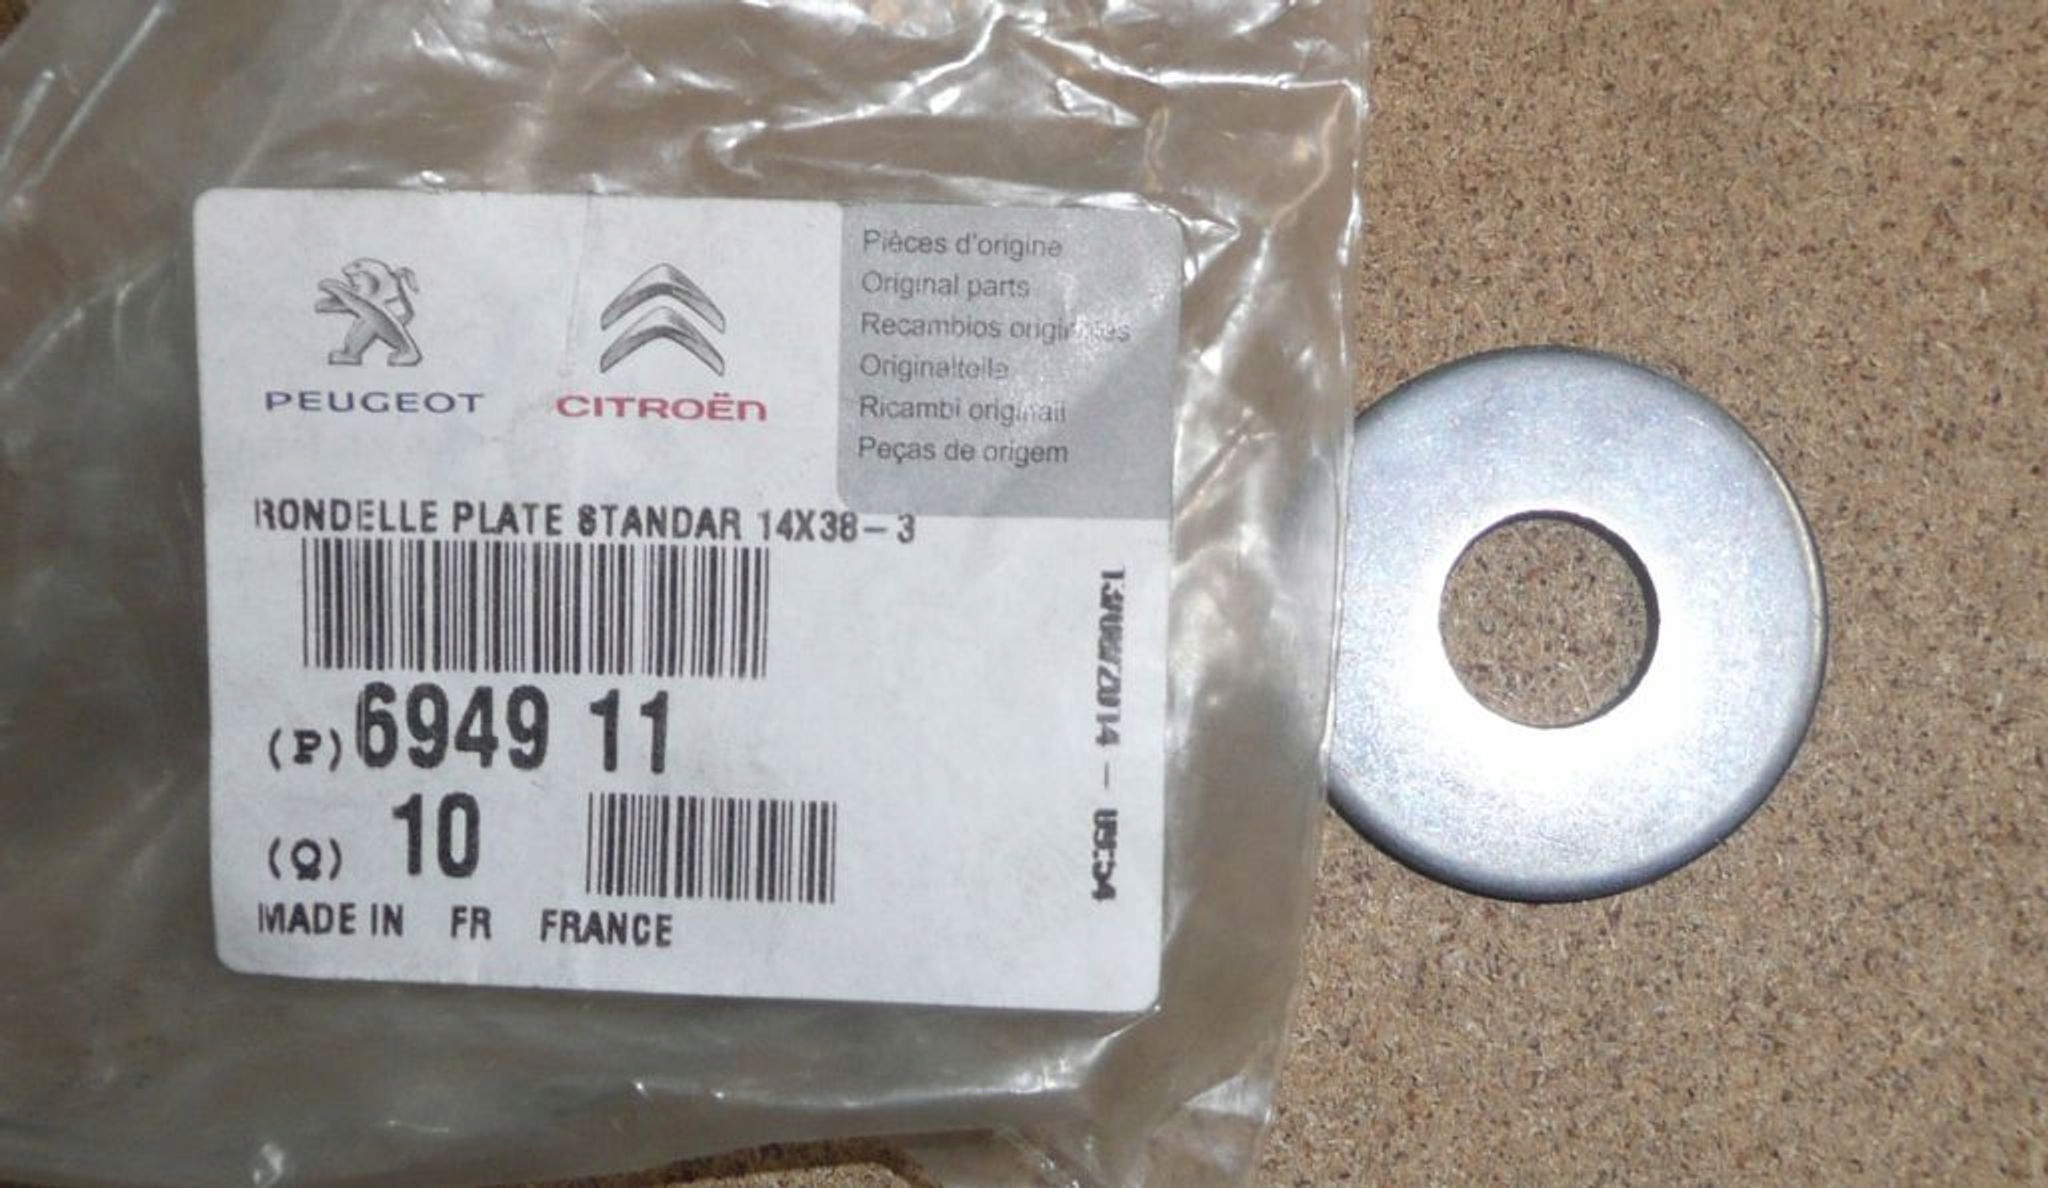 PEUGEOT
CITROËN
Pièces d'origine
Original parts
Recambios originales
Originalteile
Ricambi originali
Peças de origem
RONDELLE PLATE STANDAR 14X38-3
(P) 6949 11
(Q) 10
MADE IN FR FRANCE